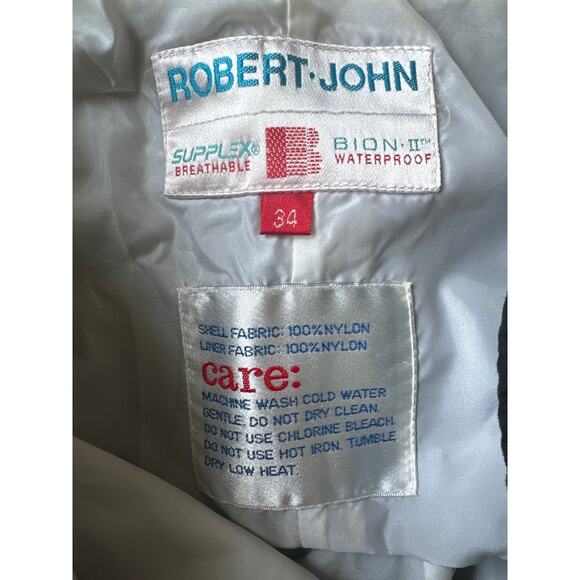 ROBERT·JOHN
SUPPLEX® BREATHABLE
B
BION·II™ WATERPROOF
34
SHELL FABRIC: 100% NYLON
LINER FABRIC: 100% NYLON
care:
MACHINE WASH COLD WATER
GENTLE. DO NOT DRY CLEAN.
DO NOT USE CHLORINE BLEACH.
DO NOT USE HOT IRON. TUMBLE
DRY LOW HEAT.